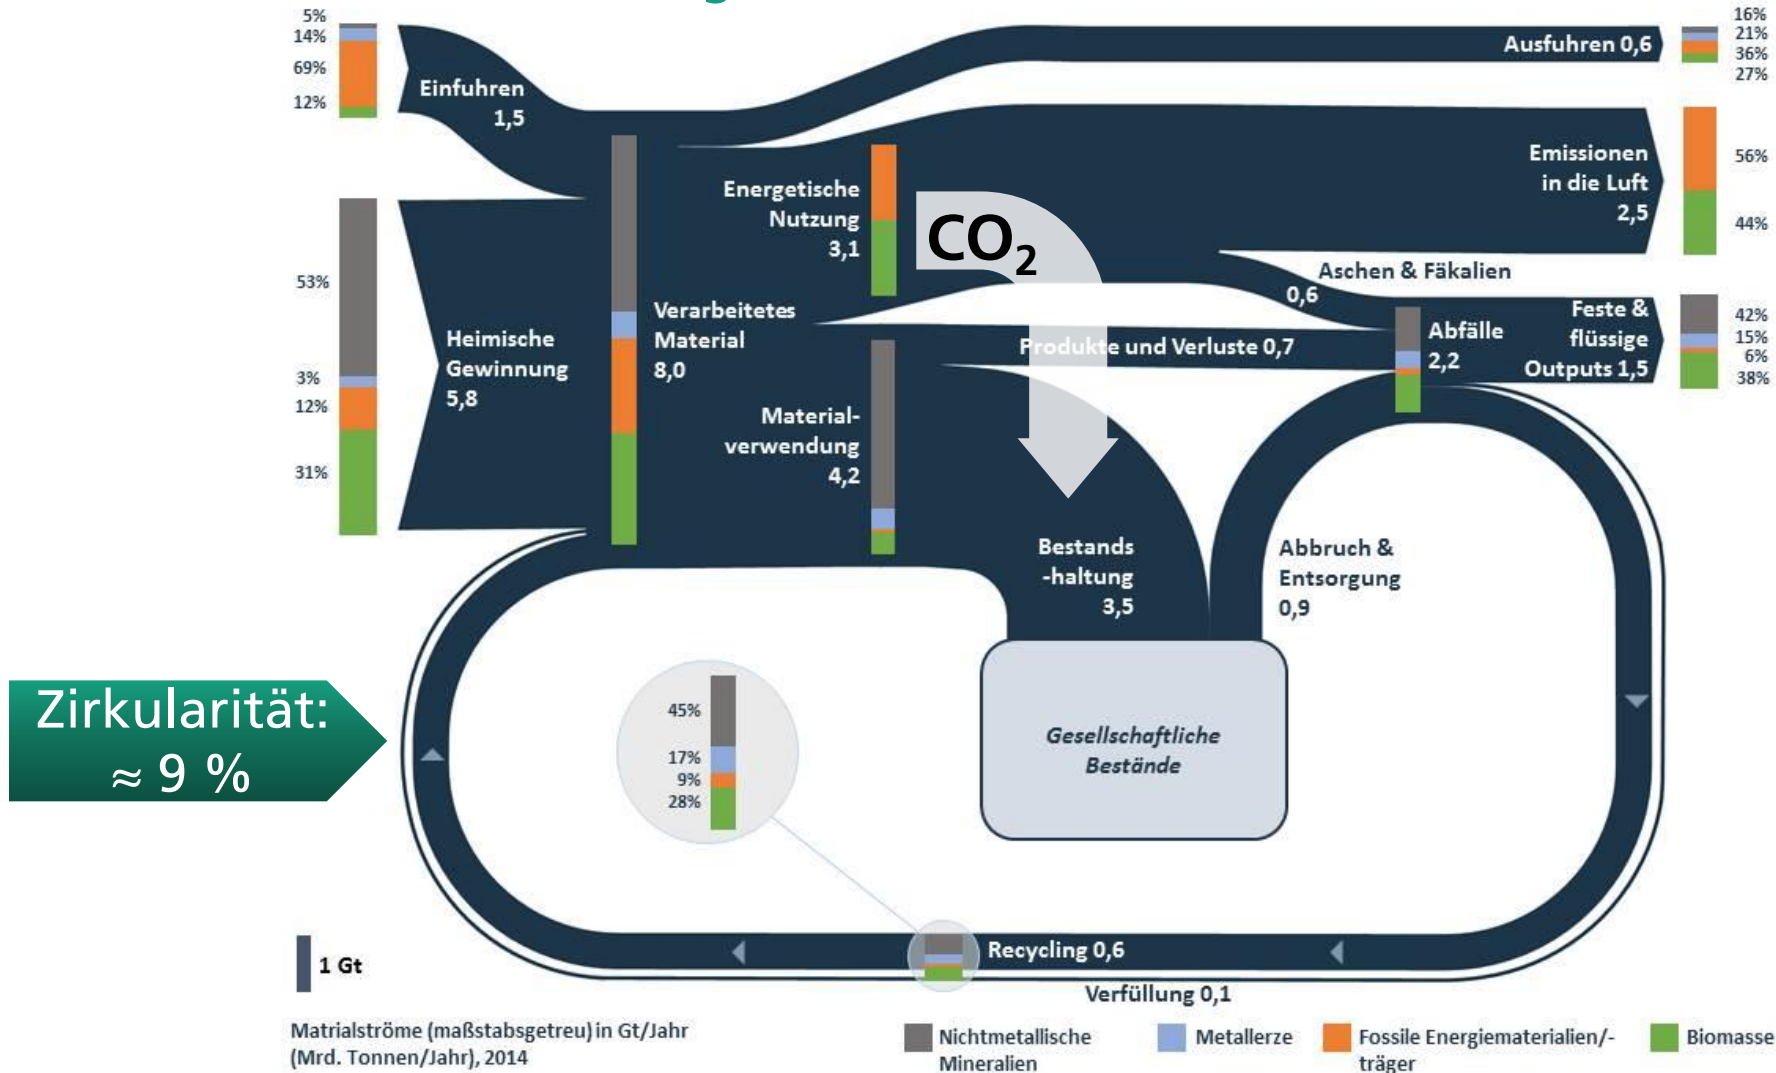 5%
14%
69%
12%
Einfuhren
1,5
53%
3%
12%
31%
Heimische
Gewinnung
5,8
Verarbeitetes
Material
8,0
Energetische
Nutzung
3,1
CO₂
Material-
verwendung
4,2
Ausfuhren 0,6
16%
21%
36%
27%
Emissionen
in die Luft
2,5
56%
44%
Aschen & Fäkalien
0,6
Produkte und Verluste 0,7
Abfälle
2,2
Feste &
flüssige
Outputs 1,5
42%
15%
6%
38%
Bestands
-haltung
3,5
Abbruch &
Entsorgung
0,9
Gesellschaftliche
Bestände
Zirkularität:
≈ 9 %
45%
17%
9%
28%
Recycling 0,6
Verfüllung 0,1
1 Gt
Matrialströme (maßstabsgetreu) in Gt/Jahr
(Mrd. Tonnen/Jahr), 2014
Nichtmetallische
Mineralien
Metallerze
Fossile Energiematerialien/-
träger
Biomasse